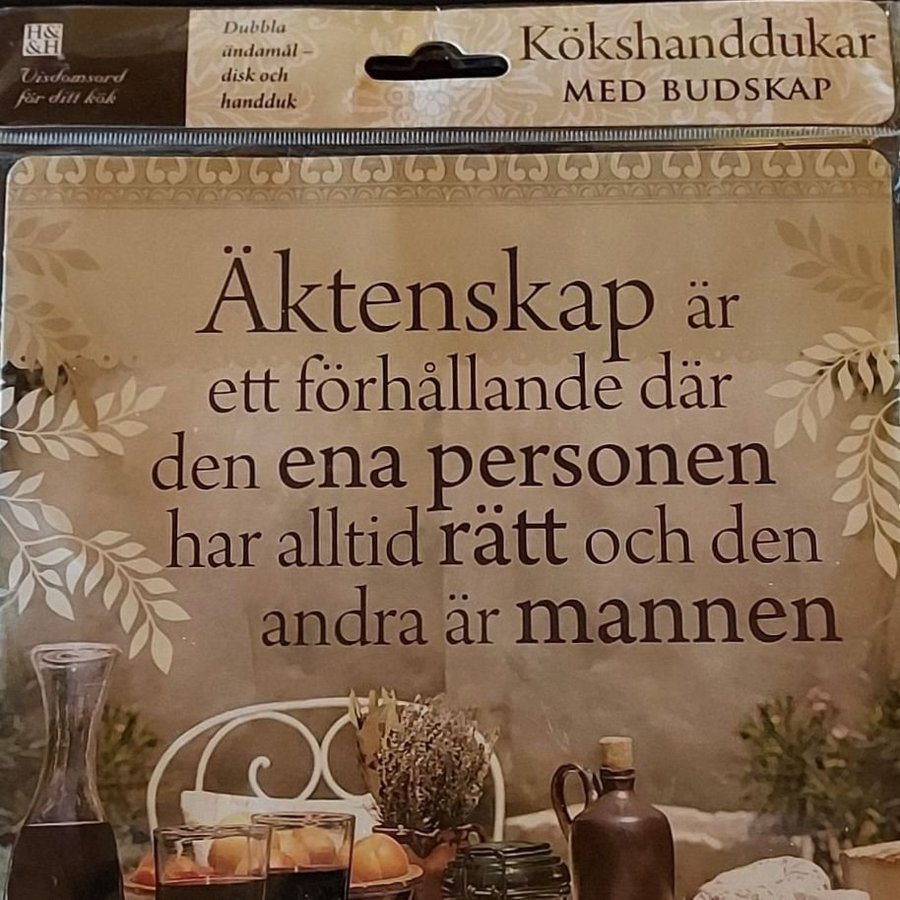 H&
&H
Visdomsord
för ditt kök
Dubbla
ändamål –
disk och
handduk
Kökshanddukar
MED BUDSKAP
Äktenskap är
ett förhållande där
den ena personen
har alltid rätt och den
andra är mannen